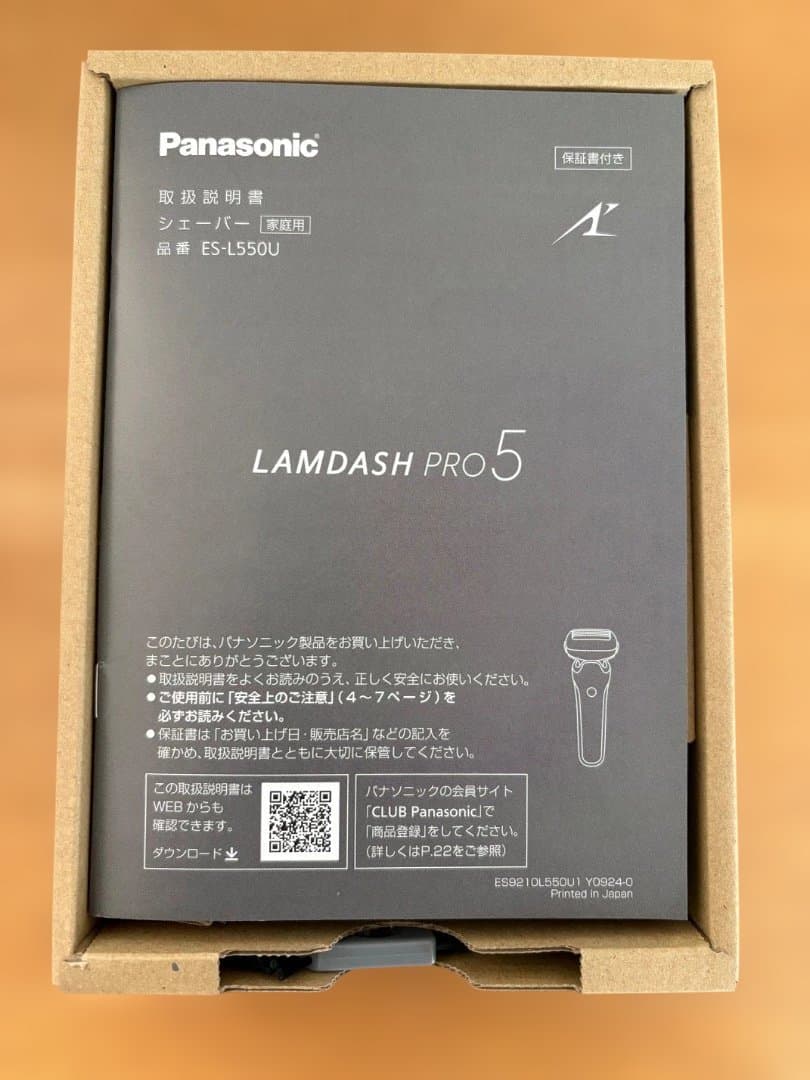 Panasonic
保証書付き
取扱説明書
シェーバー 家庭用
品番 ES-L550U
LAMDASH PRO 5
このたびは、パナソニック製品をお買い上げいただき、
まことにありがとうございます。
●取扱説明書をよくお読みのうえ、正しく安全にお使いください。
●ご使用前に「安全上のご注意」(4～7ページ)を
必ずお読みください。
●保証書は「お買い上げ日・販売店名」などの記入を
確かめ、取扱説明書とともに大切に保管してください。
この取扱説明書は
WEBからも
確認できます。
ダウンロード
パナソニックの会員サイト
「CLUB Panasonic」で
「商品登録」をしてください。
(詳しくはP.22をご参照)
ES9210L550U1 Y0924-0
Printed in Japan